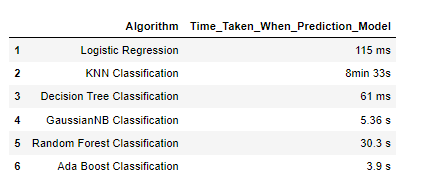 Algorithm Time_Taken_When_Prediction_Model
1 Logistic Regression 115 ms
2 KNN Classification 8min 33s
3 Decision Tree Classification 61 ms
4 GaussianNB Classification 5.36 s
5 Random Forest Classification 30.3 s
6 Ada Boost Classification 3.9 s